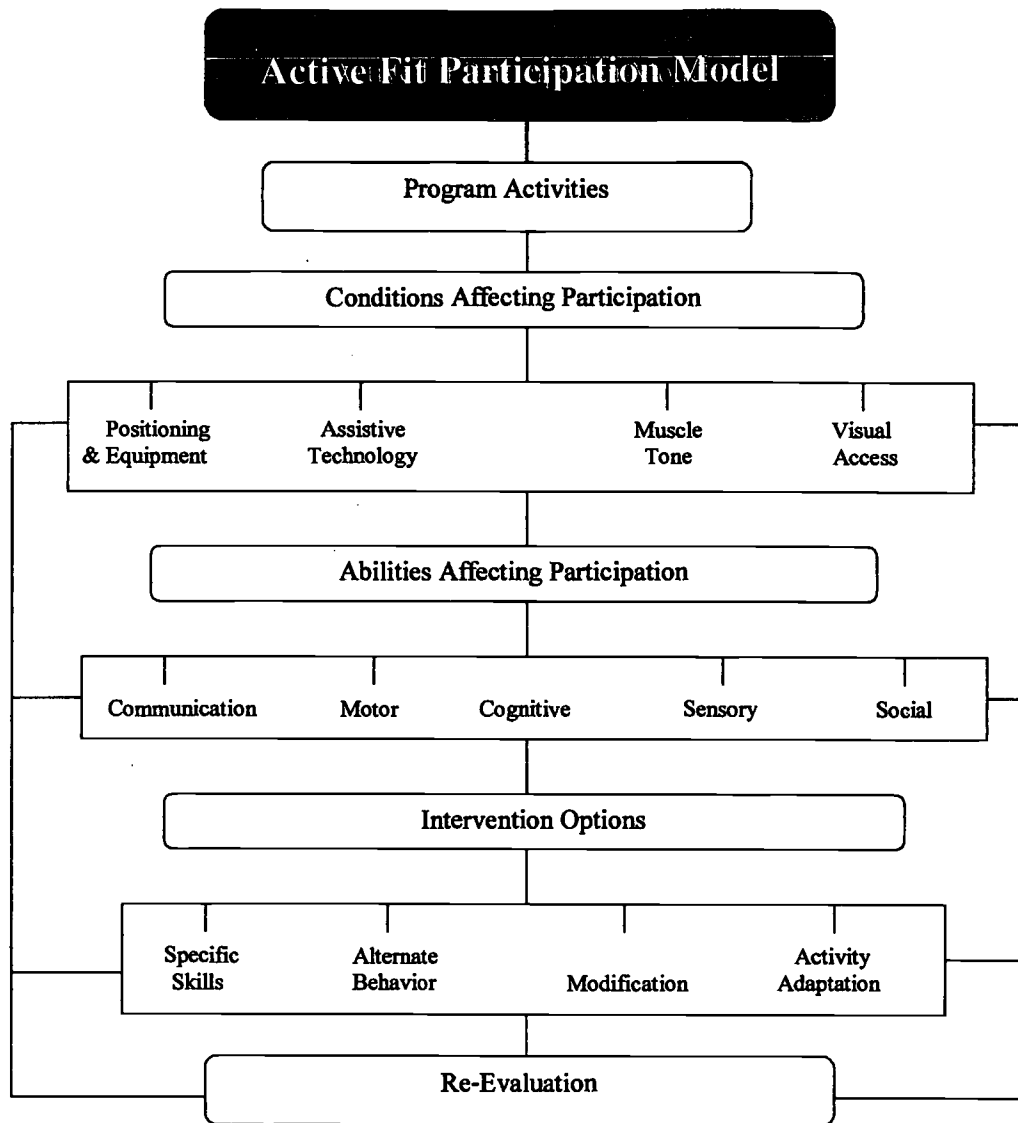 Active Fit Participation Model
Program Activities
Conditions Affecting Participation
Positioning
& Equipment
Assistive
Technology
Muscle
Tone
Visual
Access
Abilities Affecting Participation
Communication
Motor
Cognitive
Sensory
Social
Intervention Options
Specific
Skills
Alternate
Behavior
Modification
Activity
Adaptation
Re-Evaluation